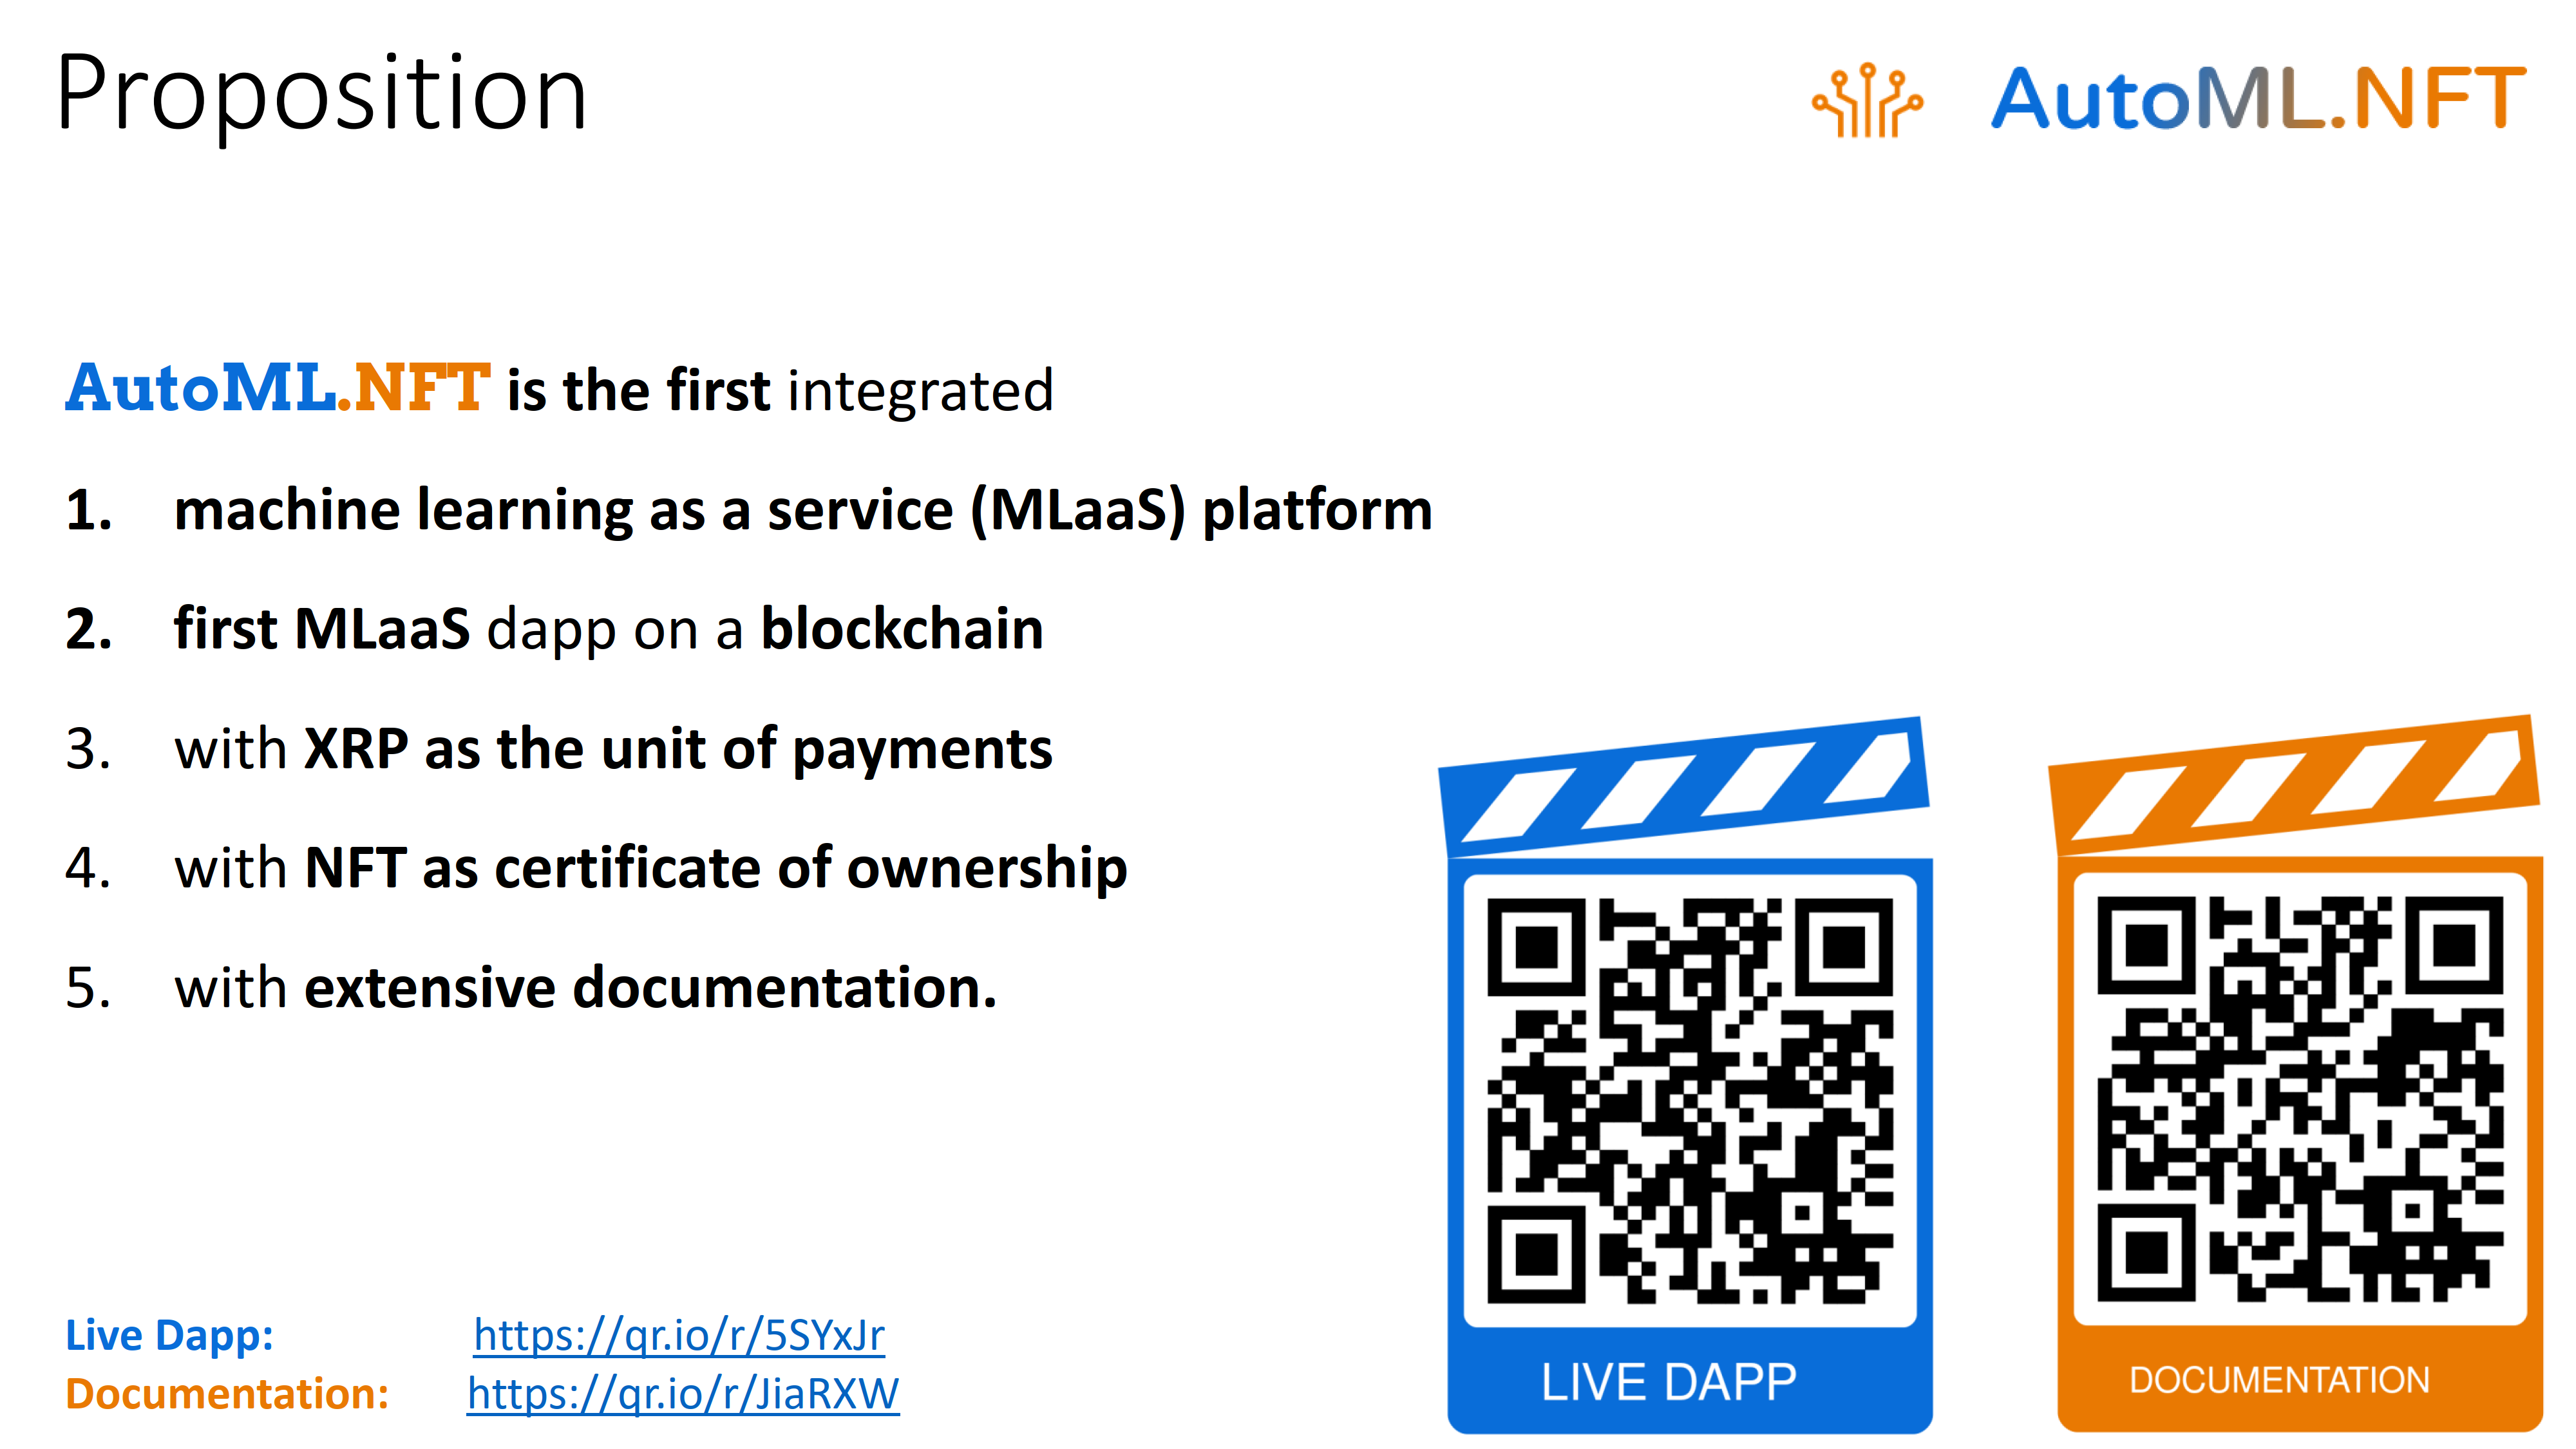 Proposition
AutoML.NFT
AutoML.NFT is the first integrated
1. machine learning as a service (MLaaS) platform
2. first MLaaS dapp on a blockchain
3. with XRP as the unit of payments
4. with NFT as certificate of ownership
5. with extensive documentation.
Live Dapp: https://qr.io/r/5SYxJr
Documentation: https://qr.io/r/JiaRXW
LIVE DAPP
DOCUMENTATION